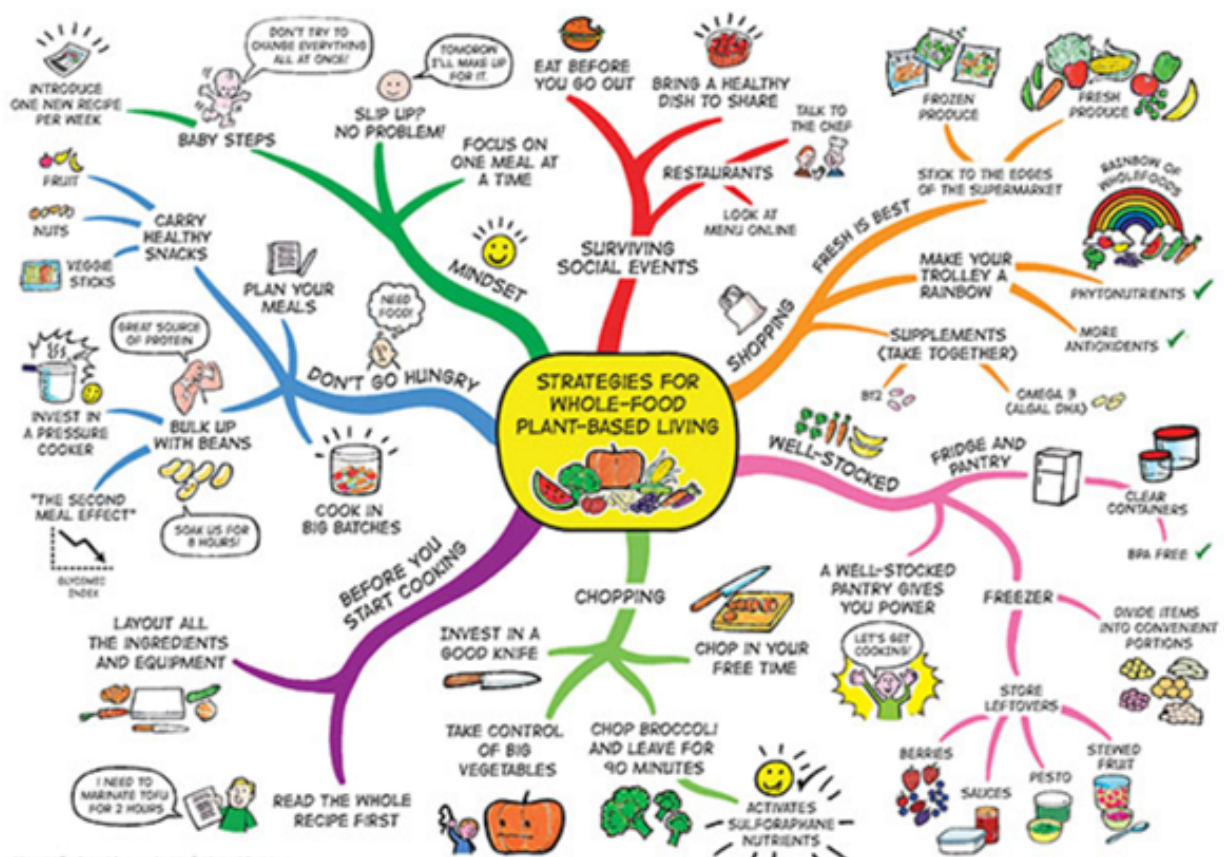 STRATEGIES FOR
WHOLE-FOOD
PLANT-BASED LIVING
MINDSET
BABY STEPS
DON'T TRY TO
CHANGE EVERYTHING
ALL AT ONCE!
INTRODUCE
ONE NEW RECIPE
PER WEEK
SLIP UP?
NO PROBLEM!
TOMOROW
I'LL MAKE UP
FOR IT.
FOCUS ON
ONE MEAL AT
A TIME
SURVIVING
SOCIAL EVENTS
EAT BEFORE
YOU GO OUT
BRING A HEALTHY
DISH TO SHARE
RESTAURANTS
TALK TO
THE CHEF
LOOK AT
MENU ONLINE
SHOPPING
FRESH IS BEST
STICK TO THE EDGES
OF THE SUPERMARKET
FROZEN
PRODUCE
FRESH
PRODUCE
MAKE YOUR
TROLLEY A
RAINBOW
RAINBOW OF
WHOLEFOODS
PHYTONUTRIENTS
MORE
ANTIOXIDENTS
SUPPLEMENTS
(TAKE TOGETHER)
B12
OMEGA 3
(ALGAL DHA)
WELL-STOCKED
FRIDGE AND
PANTRY
CLEAR
CONTAINERS
BPA FREE
A WELL-STOCKED
PANTRY GIVES
YOU POWER
LET'S GET
COOKING!
FREEZER
DIVIDE ITEMS
INTO CONVENIENT
PORTIONS
STORE
LEFTOVERS
BERRIES
SAUCES
PESTO
STEWED
FRUIT
CHOPPING
INVEST IN A
GOOD KNIFE
CHOP IN YOUR
FREE TIME
TAKE CONTROL
OF BIG
VEGETABLES
CHOP BROCCOLI
AND LEAVE FOR
90 MINUTES
ACTIVATES
SULFORAPHANE
NUTRIENTS
BEFORE YOU
START COOKING
LAYOUT ALL
THE INGREDIENTS
AND EQUIPMENT
READ THE WHOLE
RECIPE FIRST
I NEED TO
MARINATE TOFU
FOR 2 HOURS
DON'T GO HUNGRY
NEED
FOOD!
PLAN YOUR
MEALS
CARRY
HEALTHY
SNACKS
FRUIT
NUTS
VEGGIE
STICKS
BULK UP
WITH BEANS
GREAT SOURCE
OF PROTEIN
INVEST IN
A PRESSURE
COOKER
"THE SECOND
MEAL EFFECT"
GLYCEMIC
INDEX
SOAK US FOR
8 HOURS!
COOK IN
BIG BATCHES